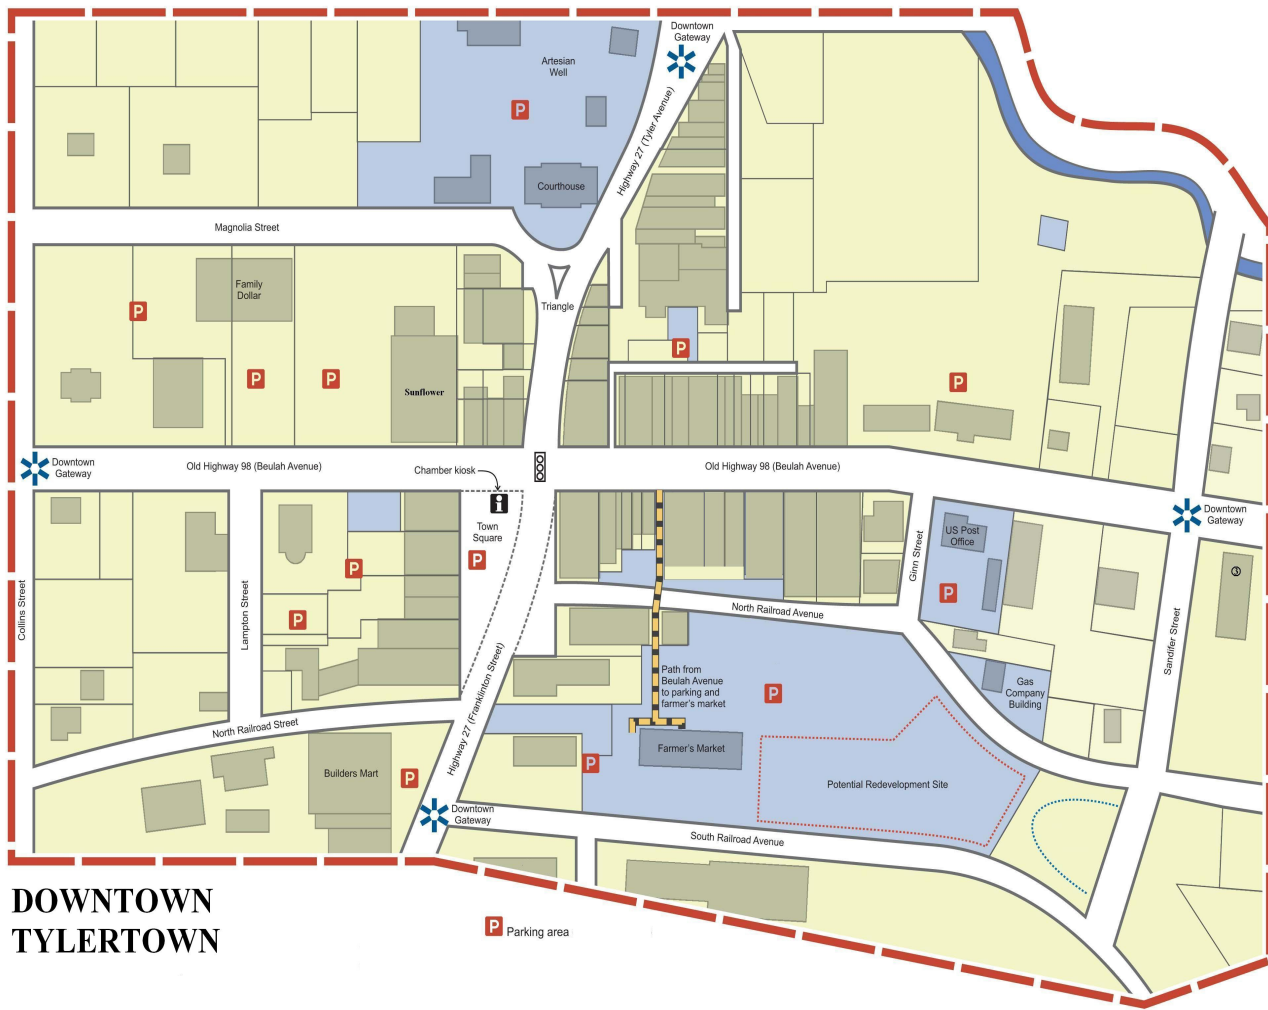 Downtown
Gateway
Artesian
Well
P
Highway 27 (Tyler Avenue)
Courthouse
Magnolia Street
Family
Dollar
P
Triangle
P
P
P
Sunflower
P
Downtown
Gateway
Old Highway 98 (Beulah Avenue)
Chamber kiosk
Old Highway 98 (Beulah Avenue)
i
Town
Square
P
Downtown
Gateway
US Post
Office
Ginn Street
P
3
P
P
Collins Street
Lampton Street
North Railroad Avenue
Sandifer Street
Path from
Beulah Avenue
to parking and
farmer's market
P
Gas
Company
Building
North Railroad Street
Highway 27 (Franklinton Street)
Farmer's Market
P
Builders Mart
P
Potential Redevelopment Site
Downtown
Gateway
South Railroad Avenue
DOWNTOWN
TYLERTOWN
P Parking area